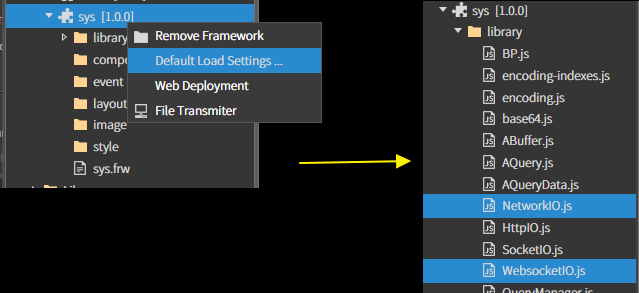 sys [1.0.0]
library
Remove Framework
compo
Default Load Settings ...
event
Web Deployment
layout
image
File Transmiter
style
sys.frw
sys [1.0.0]
library
BP.js
encoding-indexes.js
encoding.js
base64.js
ABuffer.js
AQuery.js
AQueryData.js
NetworkIO.js
HttpIO.js
SocketIO.js
WebsocketIO.js
QueryManager.js